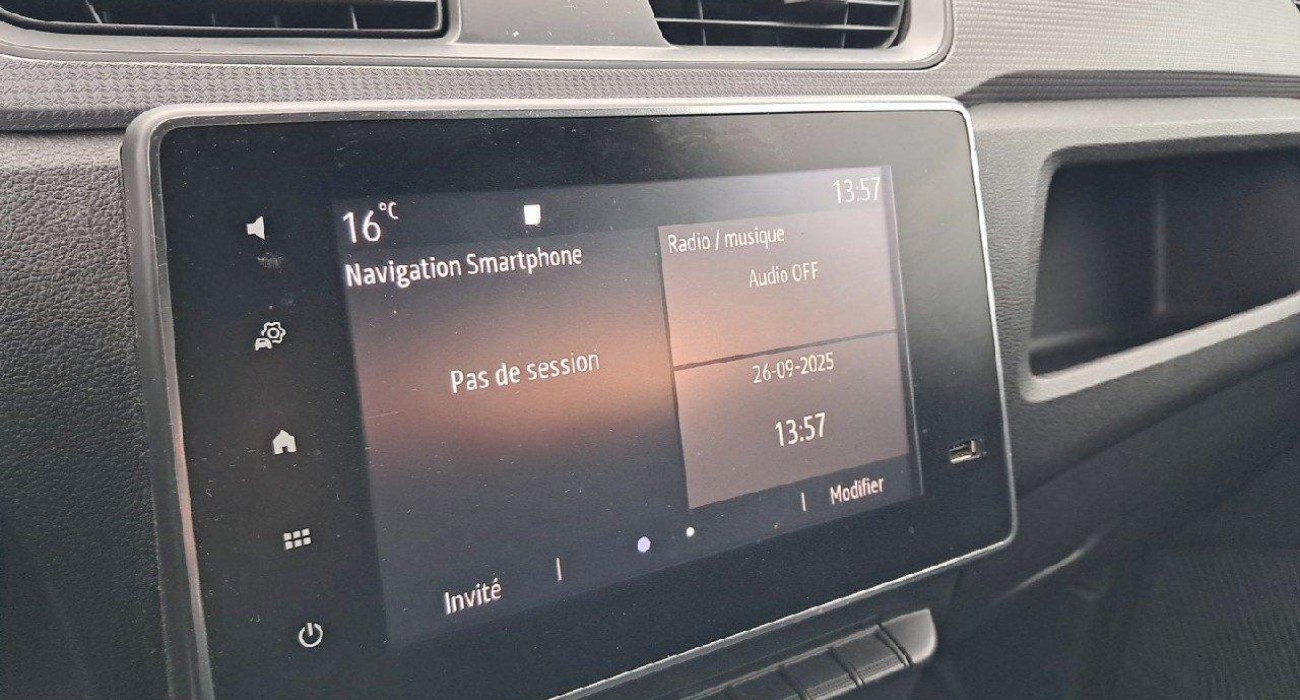 16°C
13:57
Navigation Smartphone
Pas de session
Radio / musique
Audio OFF
26-09-2025
13:57
Invité
Modifier